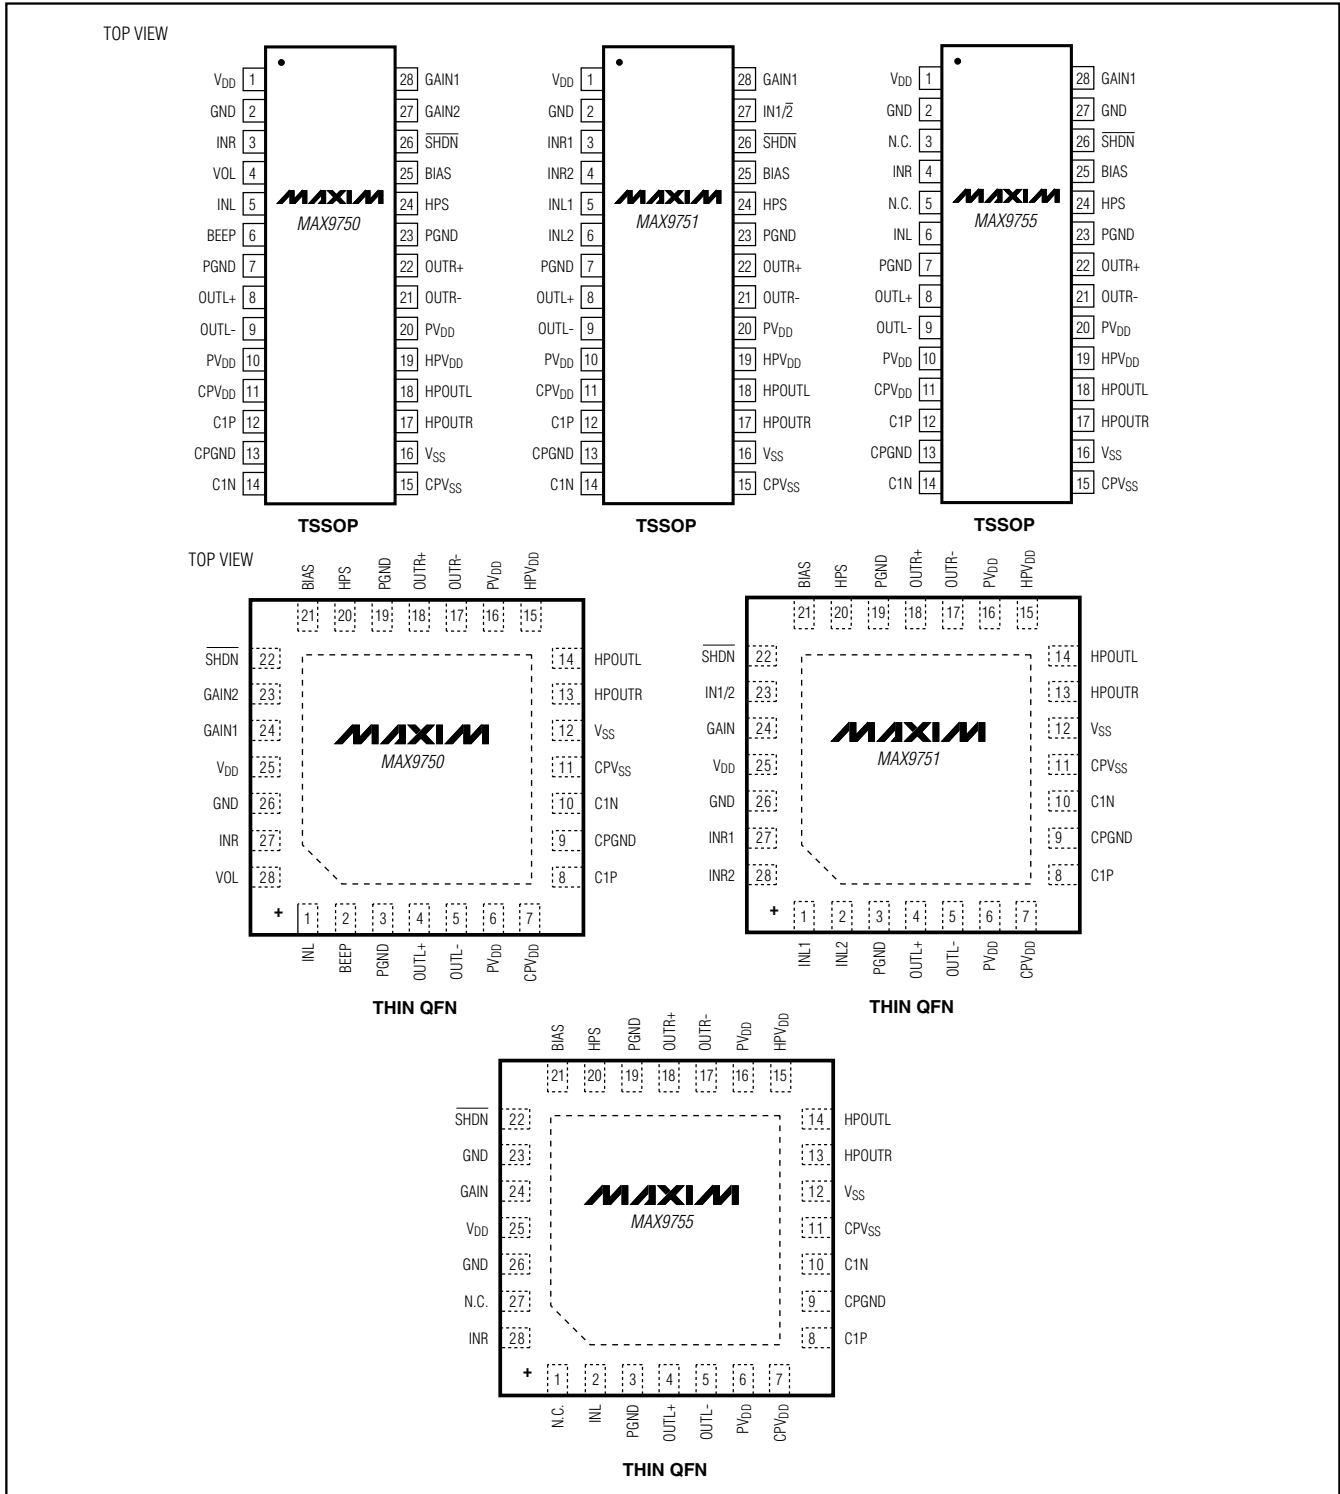 TOP VIEW
VDD 1 28 GAIN1
GND 2 27 GAIN2
INR 3 26 SHDN
VOL 4 25 BIAS
INL 5 24 HPS
BEEP 6 23 PGND
PGND 7 22 OUTR+
OUTL+ 8 21 OUTR-
OUTL- 9 20 PVDD
PVDD 10 19 HPVDD
CPVDD 11 18 HPOUTL
C1P 12 17 HPOUTR
CPGND 13 16 VSS
C1N 14 15 CPVSS
MAXIM
MAX9750
TSSOP
VDD 1 28 GAIN1
GND 2 27 IN1/2̅
INR1 3 26 SHDN
INR2 4 25 BIAS
INL1 5 24 HPS
INL2 6 23 PGND
PGND 7 22 OUTR+
OUTL+ 8 21 OUTR-
OUTL- 9 20 PVDD
PVDD 10 19 HPVDD
CPVDD 11 18 HPOUTL
C1P 12 17 HPOUTR
CPGND 13 16 VSS
C1N 14 15 CPVSS
MAXIM
MAX9751
TSSOP
VDD 1 28 GAIN1
GND 2 27 GND
N.C. 3 26 SHDN
INR 4 25 BIAS
N.C. 5 24 HPS
INL 6 23 PGND
PGND 7 22 OUTR+
OUTL+ 8 21 OUTR-
OUTL- 9 20 PVDD
PVDD 10 19 HPVDD
CPVDD 11 18 HPOUTL
C1P 12 17 HPOUTR
CPGND 13 16 VSS
C1N 14 15 CPVSS
MAXIM
MAX9755
TSSOP
TOP VIEW
BIAS HPS PGND OUTR+ OUTR- PVDD HPVDD
21 20 19 18 17 16 15
SHDN 22 14 HPOUTL
GAIN2 23 13 HPOUTR
GAIN1 24 12 VSS
VDD 25 11 CPVSS
GND 26 10 C1N
INR 27 9 CPGND
VOL 28 8 C1P
MAXIM
MAX9750
+ 1 2 3 4 5 6 7
INL BEEP PGND OUTL+ OUTL- PVDD CPVDD
THIN QFN
BIAS HPS PGND OUTR+ OUTR- PVDD HPVDD
21 20 19 18 17 16 15
SHDN 22 14 HPOUTL
IN1/2 23 13 HPOUTR
GAIN 24 12 VSS
VDD 25 11 CPVSS
GND 26 10 C1N
INR1 27 9 CPGND
INR2 28 8 C1P
MAXIM
MAX9751
+ 1 2 3 4 5 6 7
INL1 INL2 PGND OUTL+ OUTL- PVDD CPVDD
THIN QFN
BIAS HPS PGND OUTR+ OUTR- PVDD HPVDD
21 20 19 18 17 16 15
SHDN 22 14 HPOUTL
GND 23 13 HPOUTR
GAIN 24 12 VSS
VDD 25 11 CPVSS
GND 26 10 C1N
N.C. 27 9 CPGND
INR 28 8 C1P
MAXIM
MAX9755
+ 1 2 3 4 5 6 7
N.C. INL PGND OUTL+ OUTL- PVDD CPVDD
THIN QFN